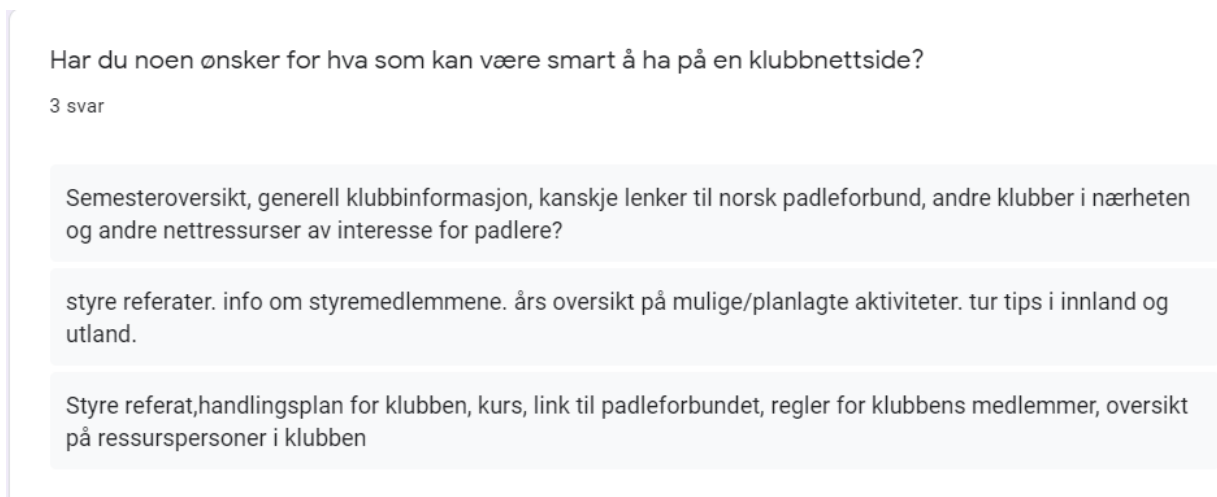 Har du noen ønsker for hva som kan være smart å ha på en klubbnettside?
3 svar
Semesteroversikt, generell klubbinformasjon, kanskje lenker til norsk padleforbund, andre klubber i nærheten
og andre nettressurser av interesse for padlere?
styre referater. info om styremedlemmene. års oversikt på mulige/planlagte aktiviteter. tur tips i innland og
utland.
Styre referat,handlingsplan for klubben, kurs, link til padleforbundet, regler for klubbens medlemmer, oversikt
på ressurspersoner i klubben